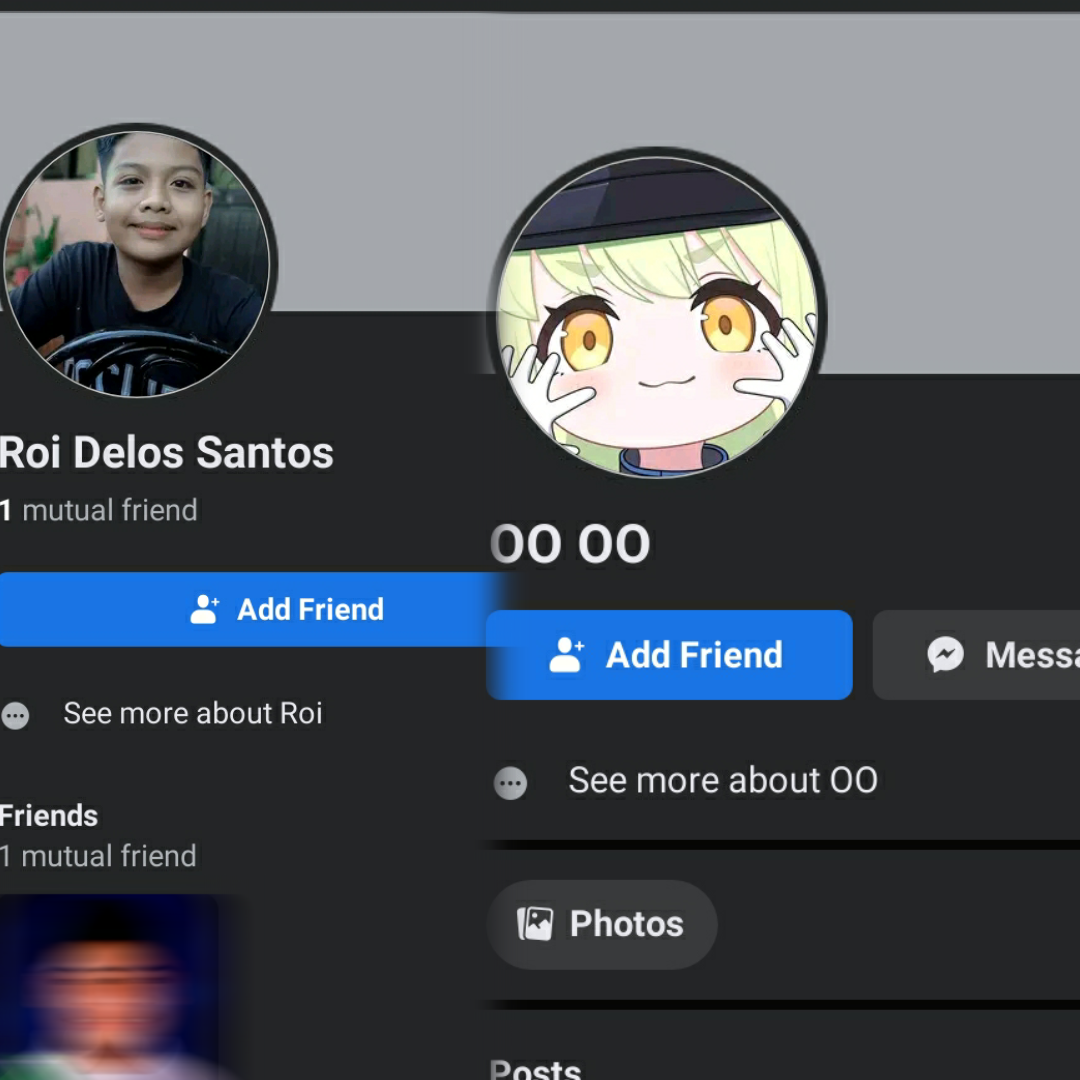 Roi Delos Santos
1 mutual friend
Add Friend
See more about Roi
Friends
1 mutual friend
OO OO
Add Friend
See more about OO
Photos
Posts